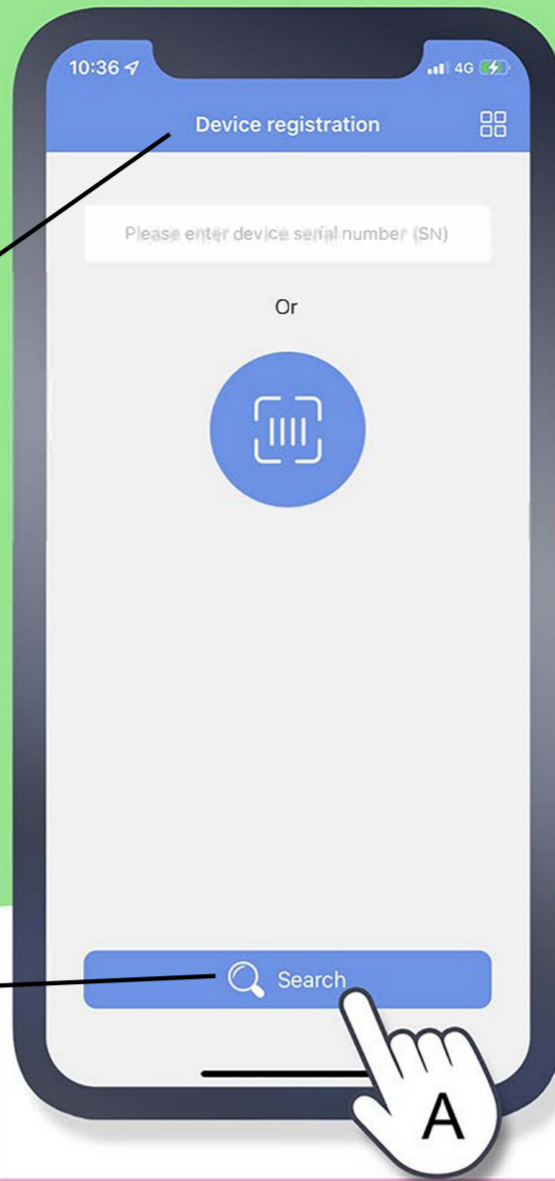 10:36
4G
Device registration
Please enter device serial number (SN)
Or
Search
A